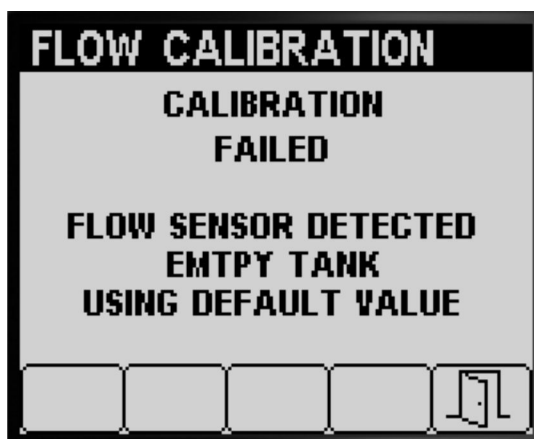 FLOW CALIBRATION
CALIBRATION
FAILED
FLOW SENSOR DETECTED
EMTPY TANK
USING DEFAULT VALUE